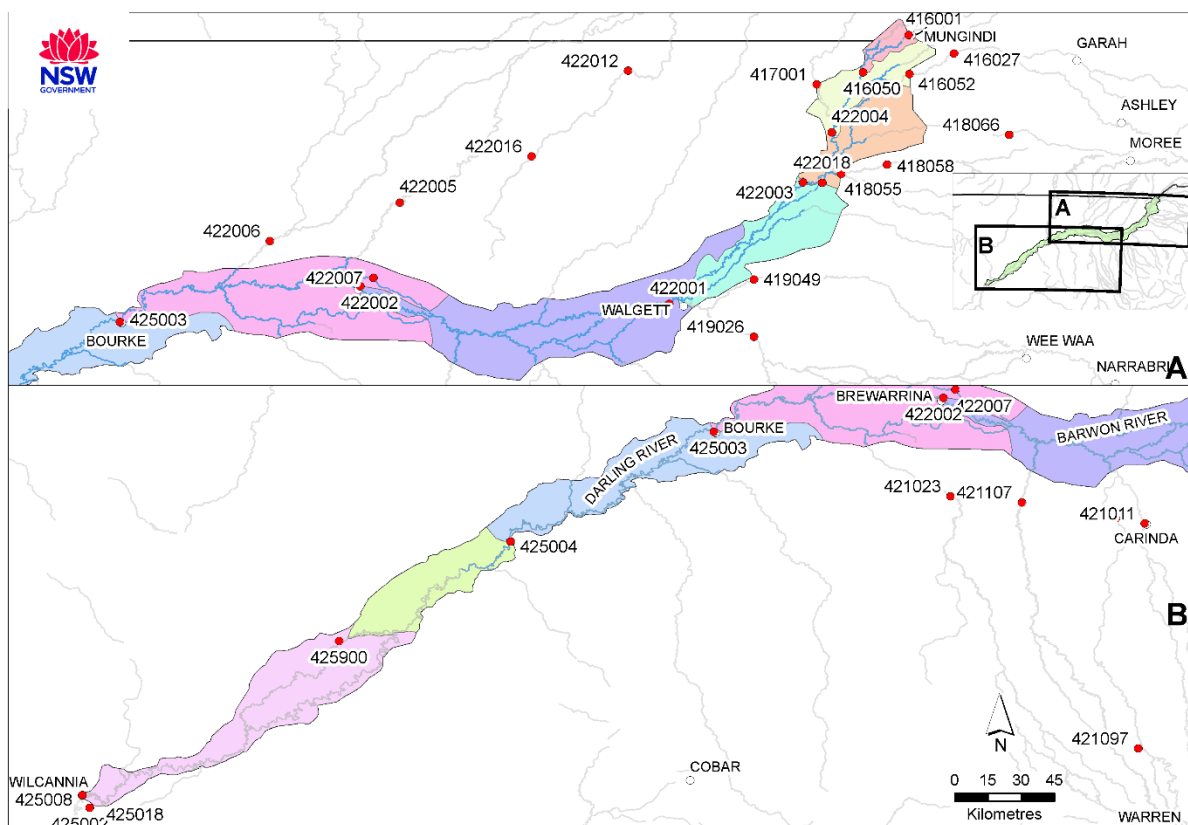 NSW
GOVERNMENT
416001
MUNGINDI
GARAH
416027
422012
417001
416050
416052
ASHLEY
422004
418066
MOREE
422016
422018
418058
422003
418055
422005
A
B
422006
422007
422002
422001
WALGETT
419049
425003
BOURKE
419026
WEE WAA
NARRABRI
A
BREWARRINA
422007
422002
BOURKE
425003
BARWON RIVER
DARLING RIVER
421023
421107
421011
CARINDA
425004
B
425900
N
421097
COBAR
WILCANNIA
425008
0 15 30 45
Kilometres
425018
425002
WARREN